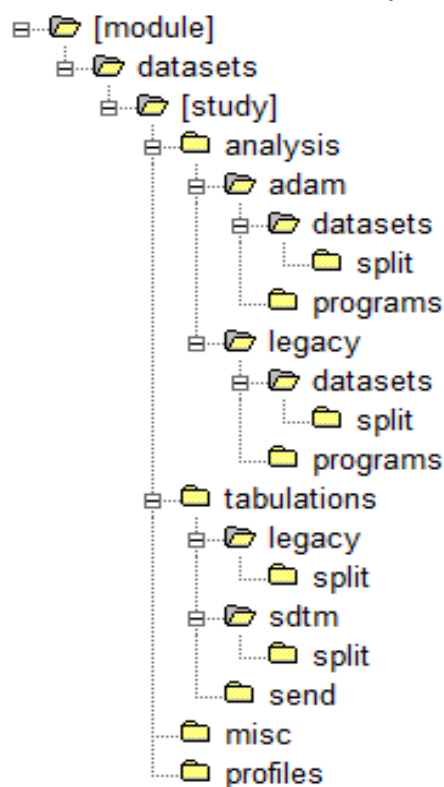 [module]
datasets
[study]
analysis
adam
datasets
split
programs
legacy
datasets
split
programs
tabulations
legacy
split
sdtm
split
send
misc
profiles